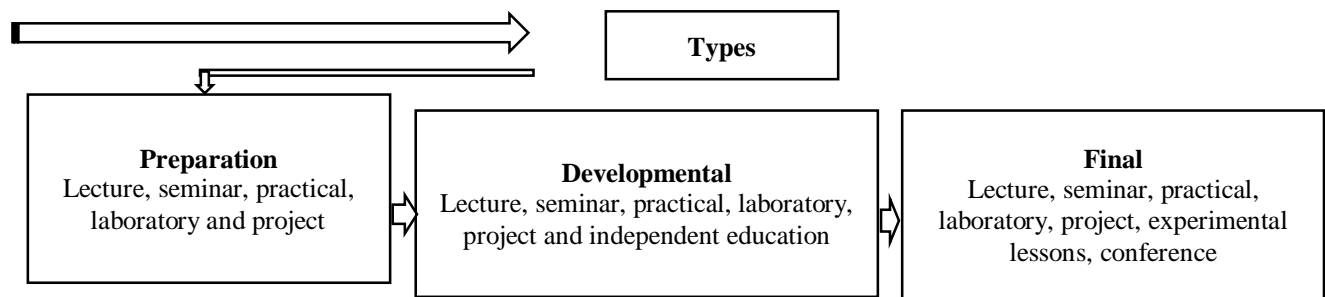 Types
Preparation
Lecture, seminar, practical,
laboratory and project
Developmental
Lecture, seminar, practical, laboratory,
project and independent education
Final
Lecture, seminar, practical,
laboratory, project, experimental
lessons, conference